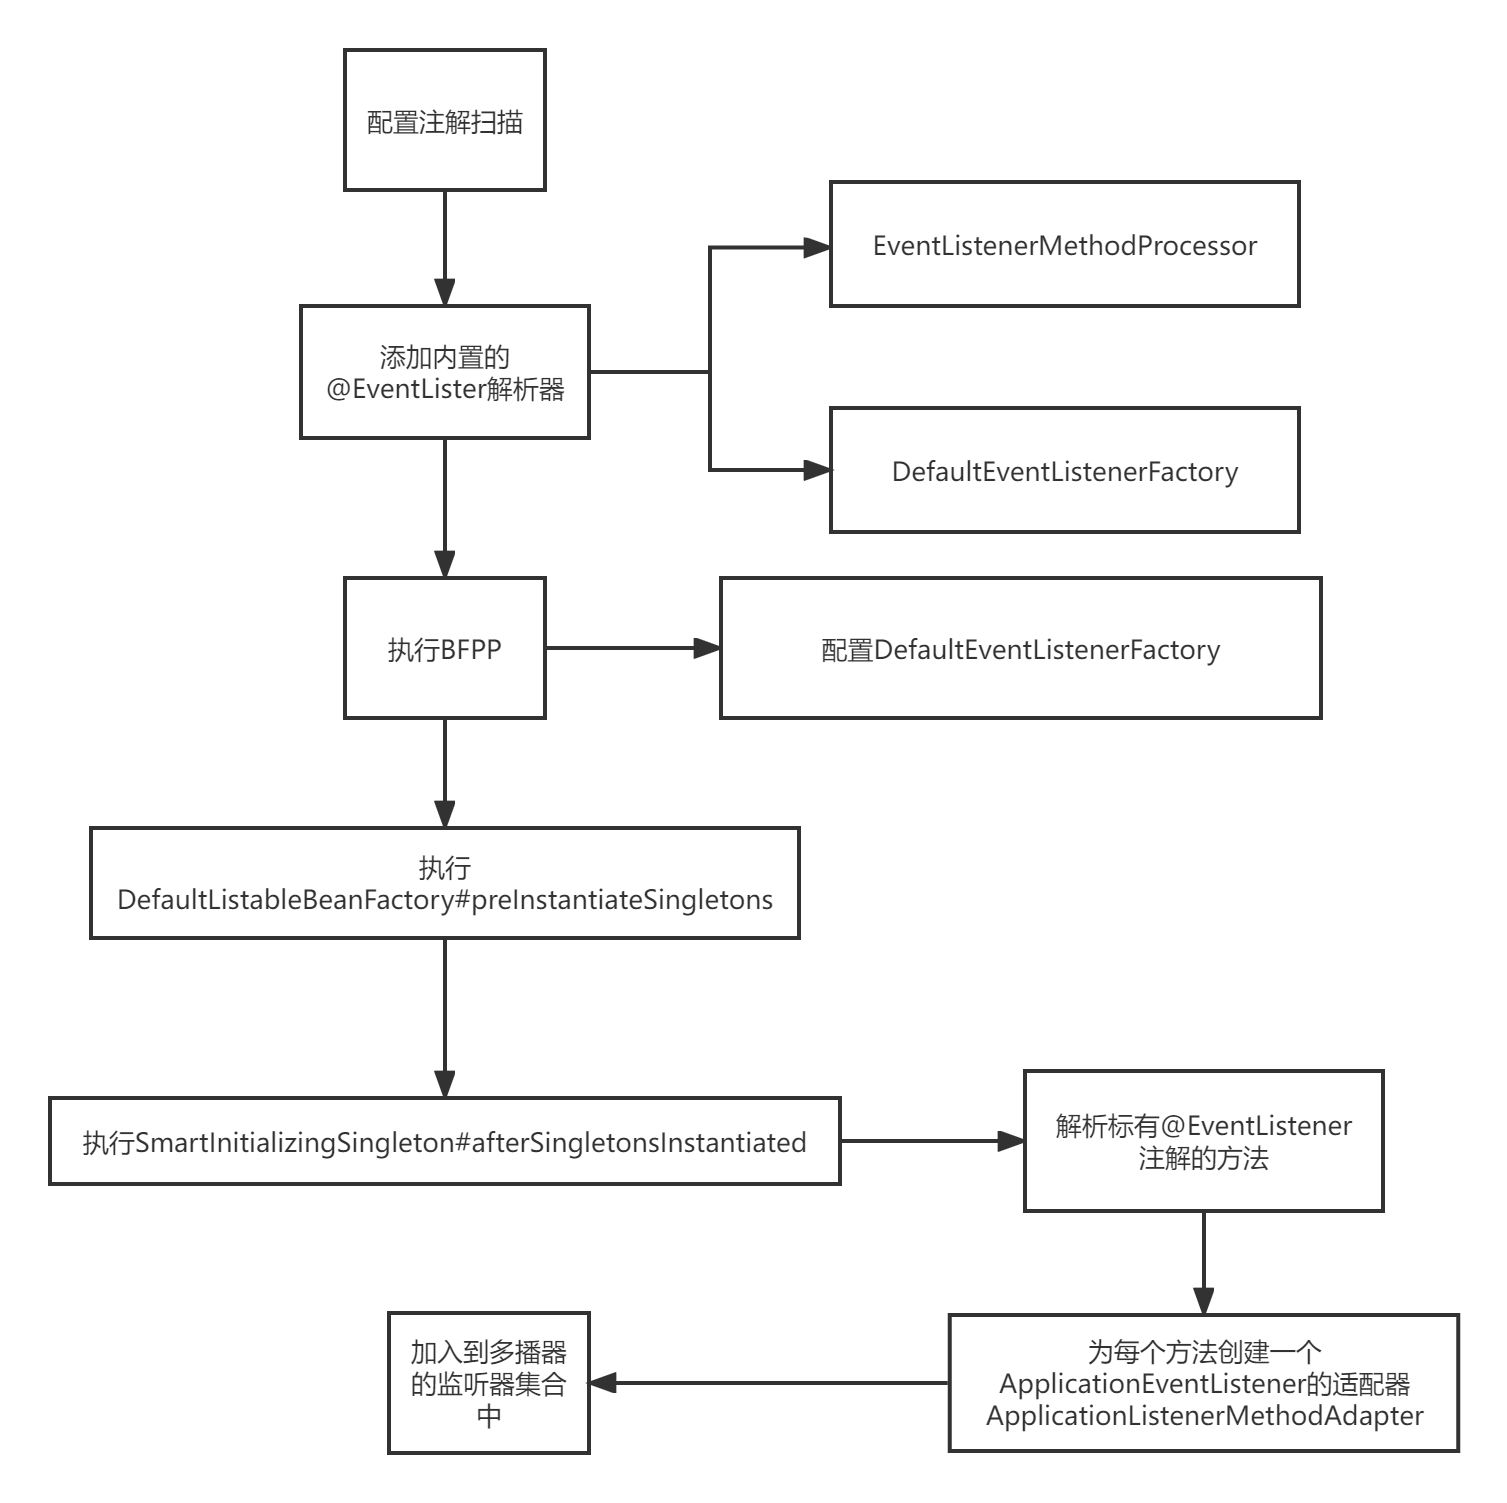 配置注解扫描
添加内置的
@EventLister解析器
EventListenerMethodProcessor
DefaultEventListenerFactory
执行BFPP
配置DefaultEventListenerFactory
执行
DefaultListableBeanFactory#preInstantiateSingletons
执行SmartInitializingSingleton#afterSingletonsInstantiated
解析标有@EventListener
注解的方法
为每个方法创建一个
ApplicationEventListener的适配器
ApplicationListenerMethodAdapter
加入到多播器
的监听器集合
中